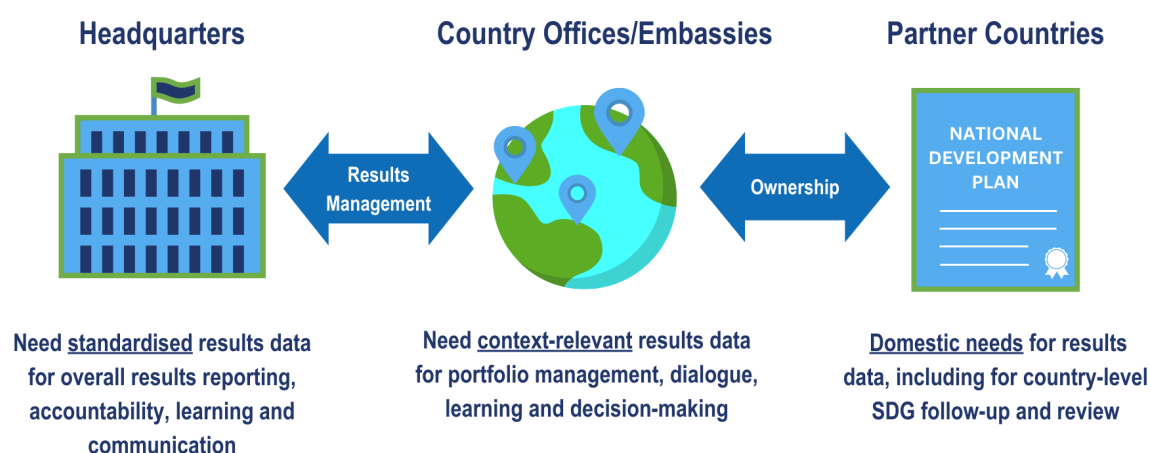 Headquarters
Country Offices/Embassies
Partner Countries
Results
Management
Ownership
NATIONAL
DEVELOPMENT
PLAN
Need standardised results data
for overall results reporting,
accountability, learning and
communication
Need context-relevant results data
for portfolio management, dialogue,
learning and decision-making
Domestic needs for results
data, including for country-level
SDG follow-up and review